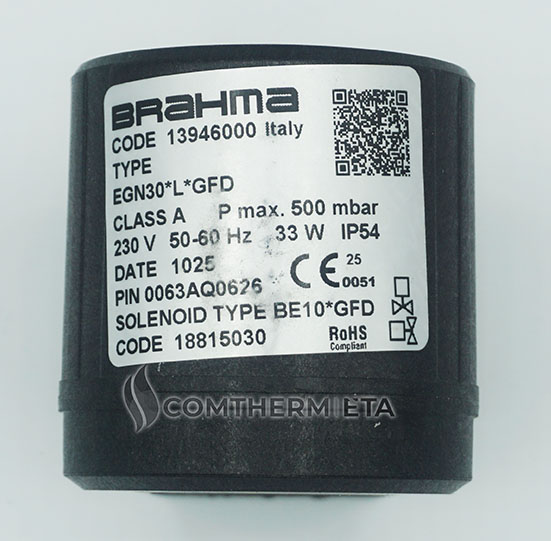 BRAHMA
CODE 13946000 Italy
TYPE
EGN30*L*GFD
CLASS A P max. 500 mbar
230 V 50-60 Hz 33 W IP54
DATE 1025
CE 25 0051
PIN 0063AQ0626
SOLENOID TYPE BE10*GFD
CODE 18815030
RoHS
Compliant
COMTHERM ETA